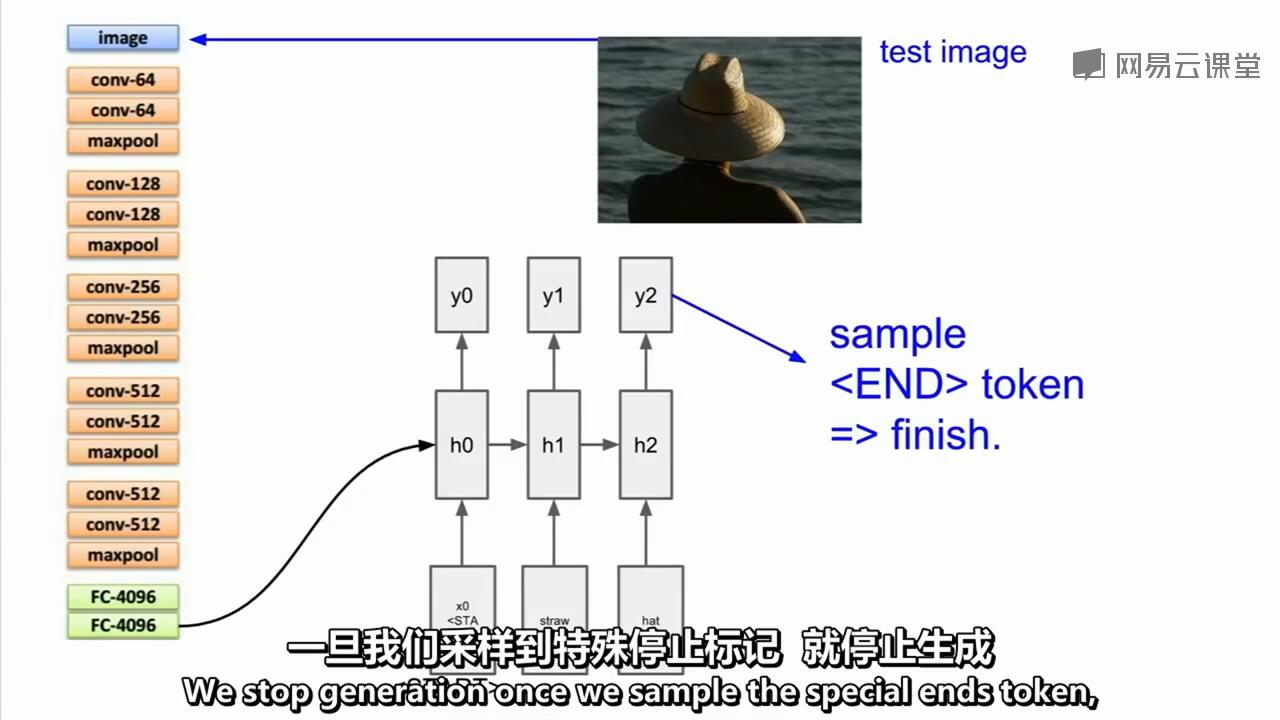 image
test image
网易云课堂
conv-64
conv-64
maxpool
conv-128
conv-128
maxpool
conv-256
conv-256
maxpool
conv-512
conv-512
maxpool
conv-512
conv-512
maxpool
FC-4096
FC-4096
y0
y1
y2
sample
<END> token
=> finish.
h0
h1
h2
x0
<STA
straw
hat
一旦我们采样到特殊停止标记 就停止生成
We stop generation once we sample the special ends token,